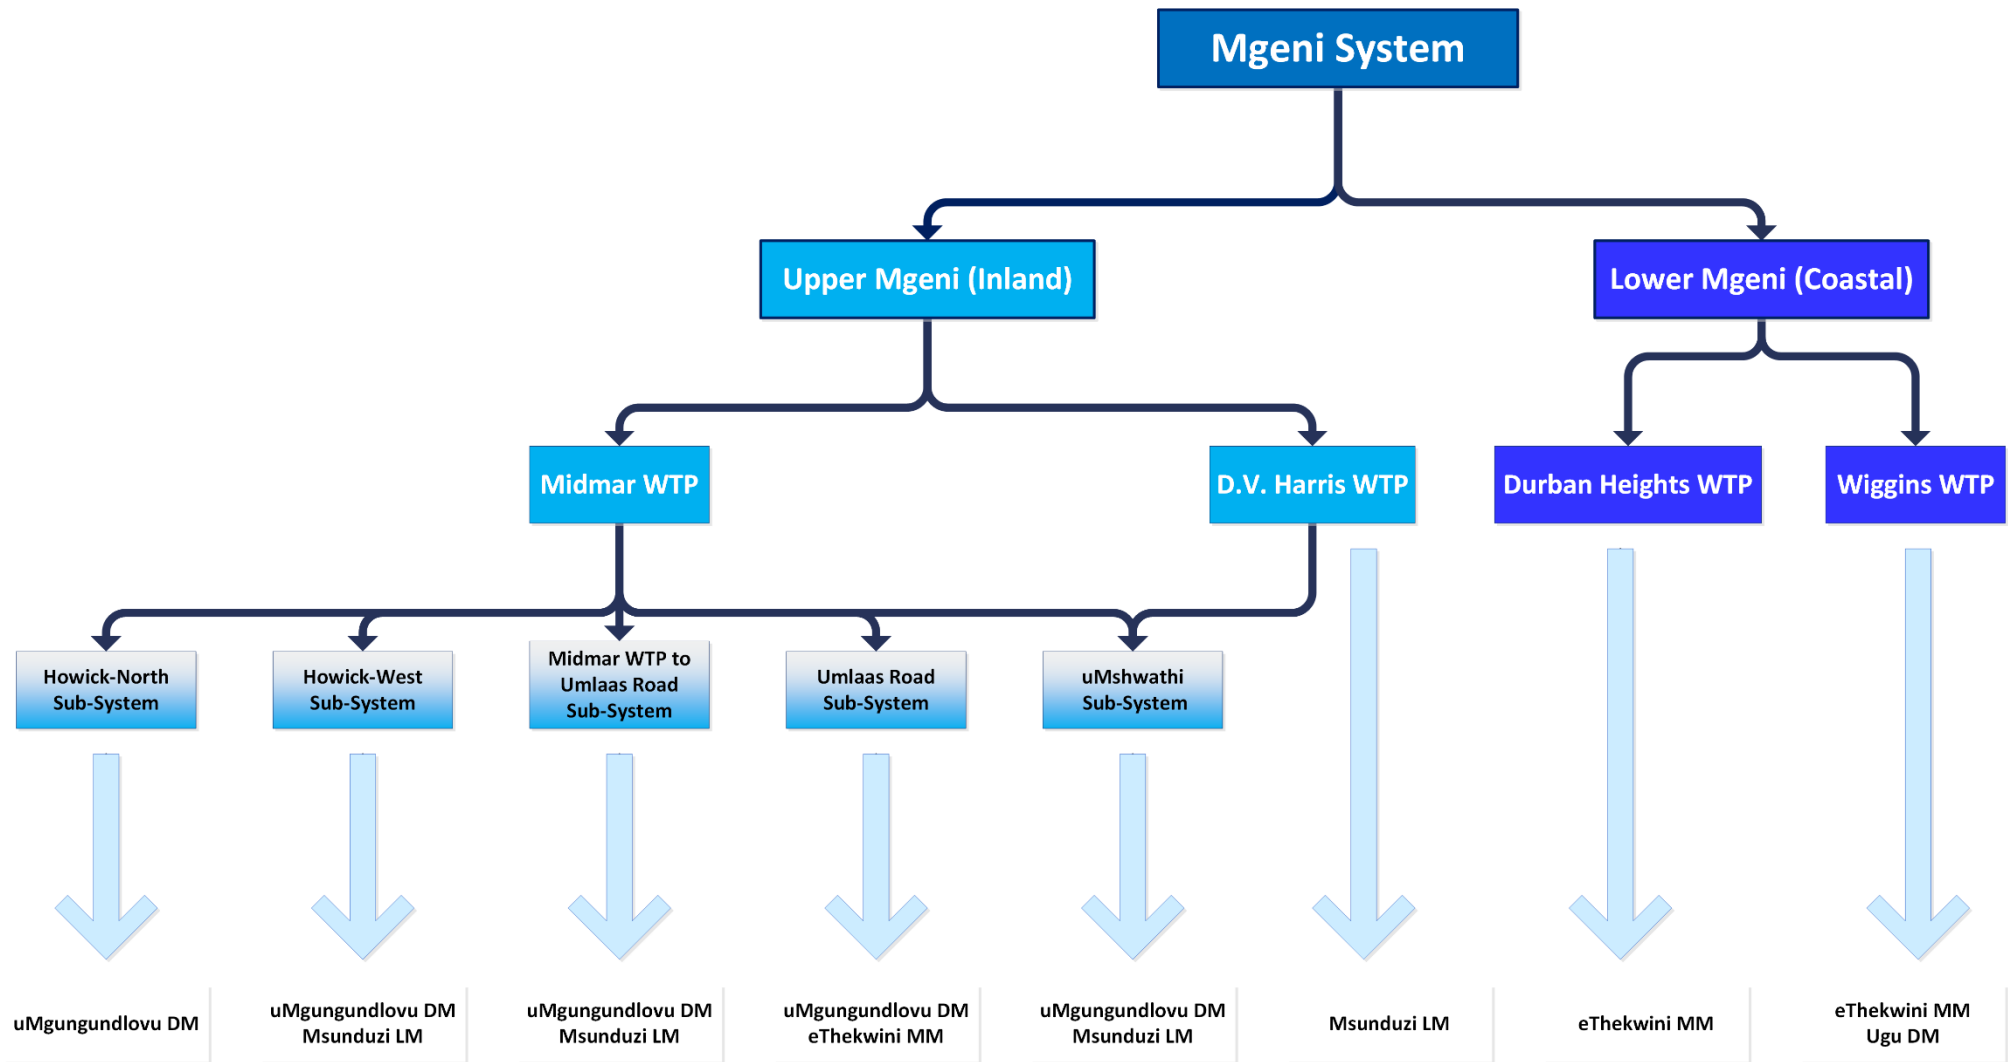 Mgeni System
Upper Mgeni (Inland)
Lower Mgeni (Coastal)
Midmar WTP
D.V. Harris WTP
Durban Heights WTP
Wiggins WTP
Howick-North
Sub-System
Howick-West
Sub-System
Midmar WTP to
Umlaas Road
Sub-System
Umlaas Road
Sub-System
uMshwathi
Sub-System
uMgungundlovu DM
uMgungundlovu DM
Msunduzi LM
uMgungundlovu DM
Msunduzi LM
uMgungundlovu DM
eThekwini MM
uMgungundlovu DM
Msunduzi LM
Msunduzi LM
eThekwini MM
eThekwini MM
Ugu DM